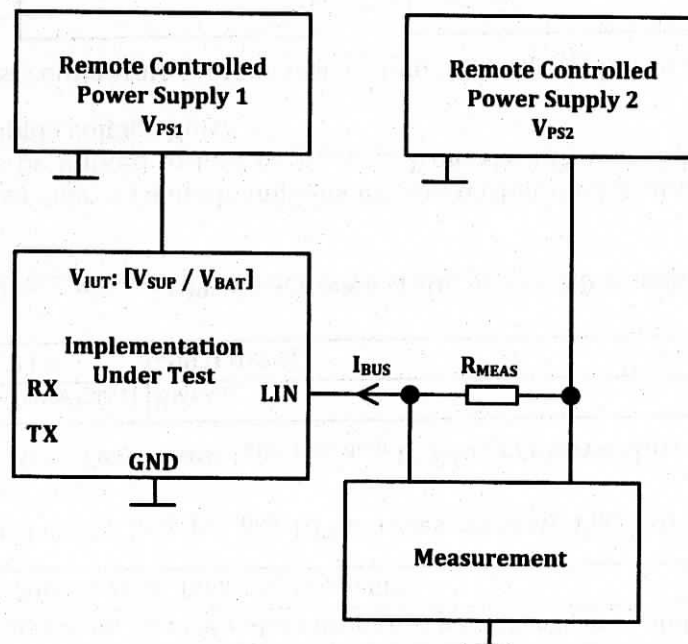 Remote Controlled
Power Supply 1
VPS1
Remote Controlled
Power Supply 2
VPS2
VIUT: [VSUP / VBAT]
Implementation
Under Test
RX
TX
LIN
GND
IBUS
RMEAS
Measurement